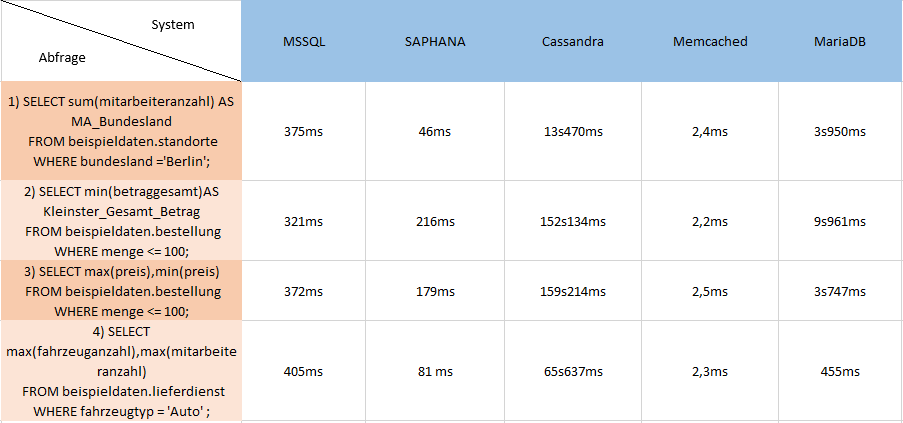 System
Abfrage
MSSQL
SAPHANA
Cassandra
Memcached
MariaDB
1) SELECT sum(mitarbeiteranzahl) AS
MA_Bundesland
FROM beispieldaten.standorte
WHERE bundesland ='Berlin';
375ms
46ms
13s470ms
2,4ms
3s950ms
2) SELECT min(betraggesamt)AS
Kleinster_Gesamt_Betrag
FROM beispieldaten.bestellung
WHERE menge <= 100;
321ms
216ms
152s134ms
2,2ms
9s961ms
3) SELECT max(preis),min(preis)
FROM beispieldaten.bestellung
WHERE menge <= 100;
372ms
179ms
159s214ms
2,5ms
3s747ms
4) SELECT
max(fahrzeuganzahl),max(mitarbeite
ranzahl)
FROM beispieldaten.lieferdienst
WHERE fahrzeugtyp = 'Auto' ;
405ms
81 ms
65s637ms
2,3ms
455ms